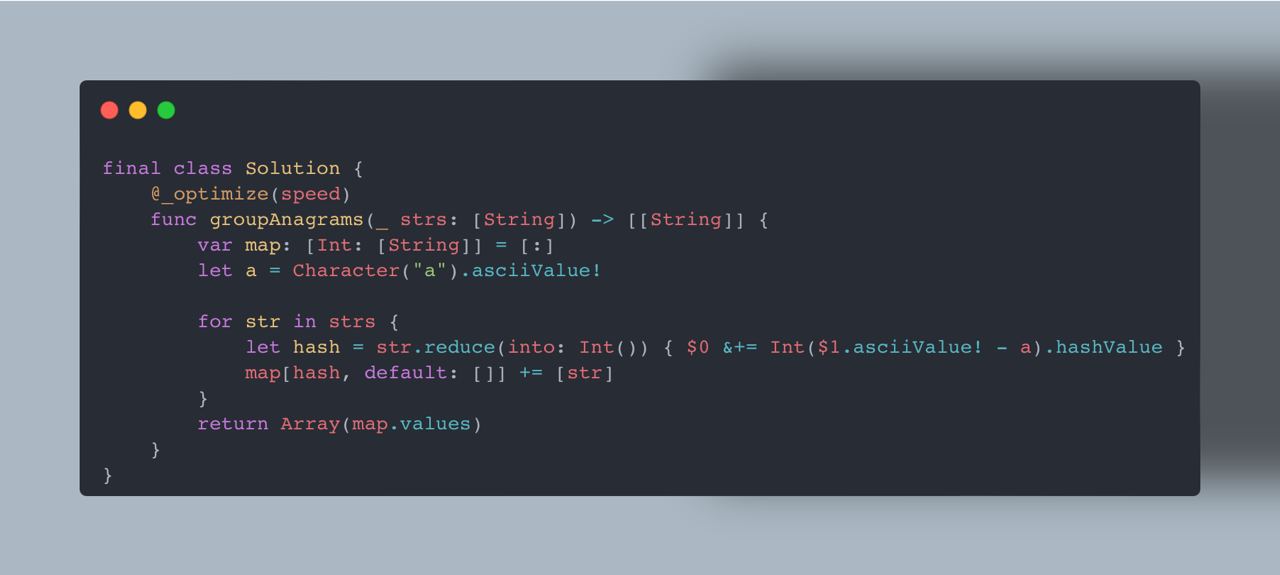 final class Solution {
    @_optimize(speed)
    func groupAnagrams(_ strs: [String]) -> [[String]] {
        var map: [Int: [String]] = [:]
        let a = Character("a").asciiValue!

        for str in strs {
            let hash = str.reduce(into: Int()) { $0 &+= Int($1.asciiValue! - a).hashValue }
            map[hash, default: []] += [str]
        }
        return Array(map.values)
    }
}